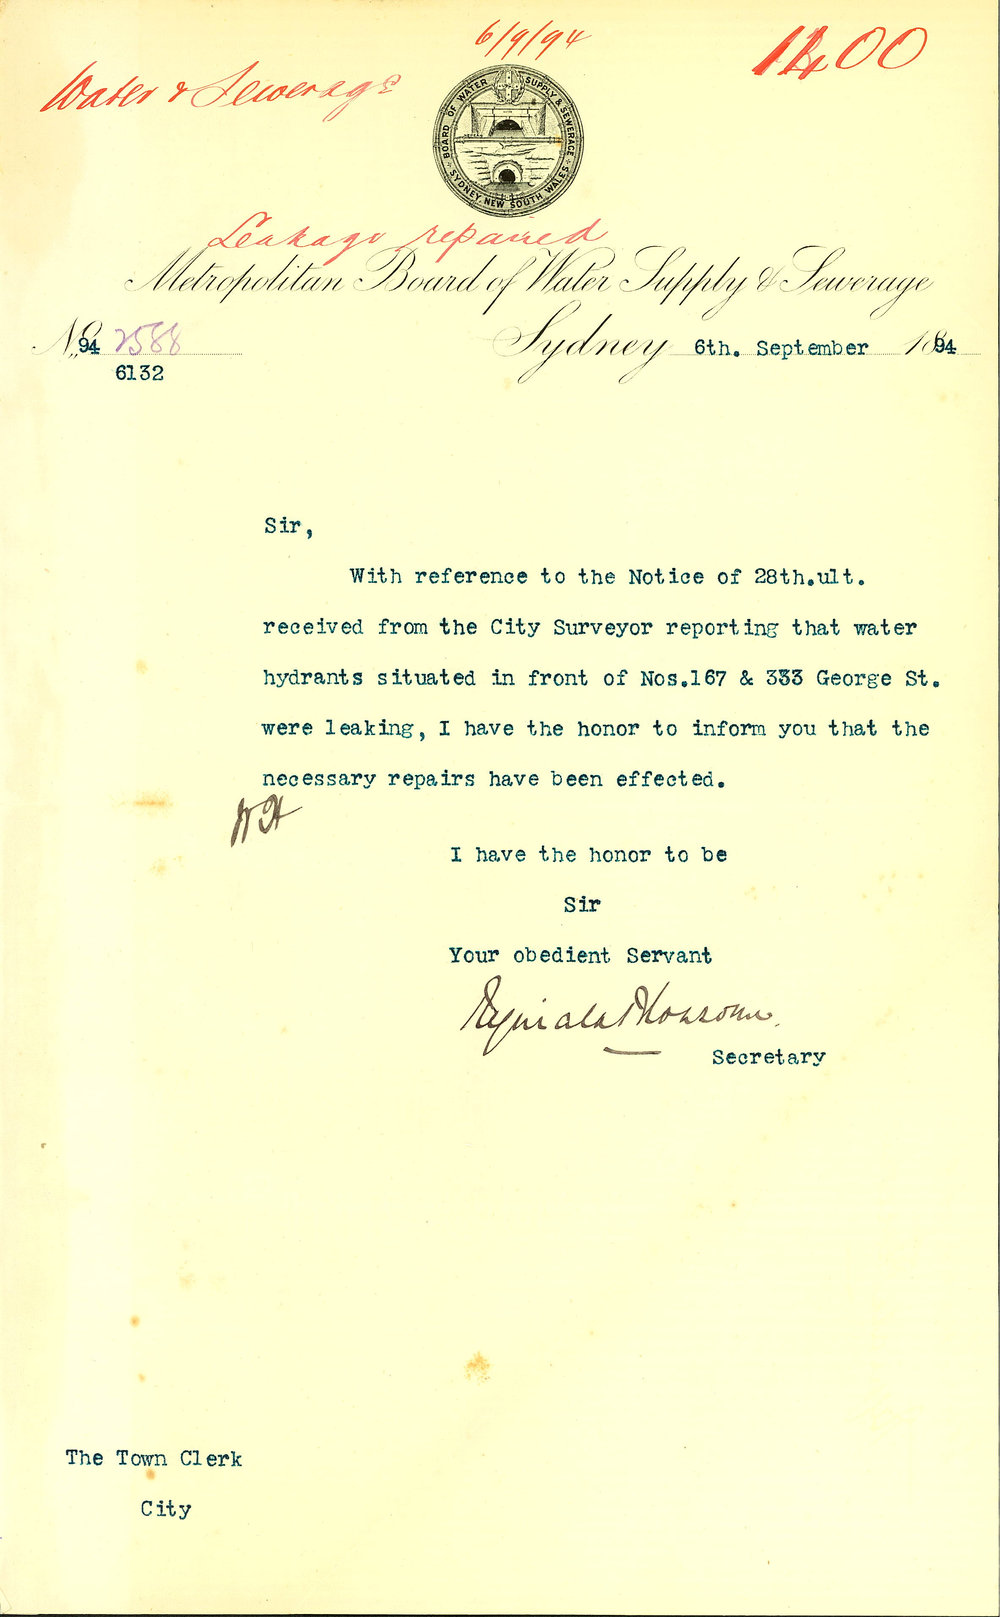 6/9/94
Water & Sewerage
BOARD OF WATER SUPPLY & SEWERAGE
SYDNEY, NEW SOUTH WALES
Leakage repaired
Metropolitan Board of Water Supply & Sewerage
No. 94 2588
6132
Sydney 6th. September 1894
Sir,
With reference to the Notice of 28th.ult.
received from the City Surveyor reporting that water
hydrants situated in front of Nos.167 & 333 George St.
were leaking, I have the honor to inform you that the
necessary repairs have been effected.
I have the honor to be
Sir
Your obedient Servant
Secretary
The Town Clerk
City